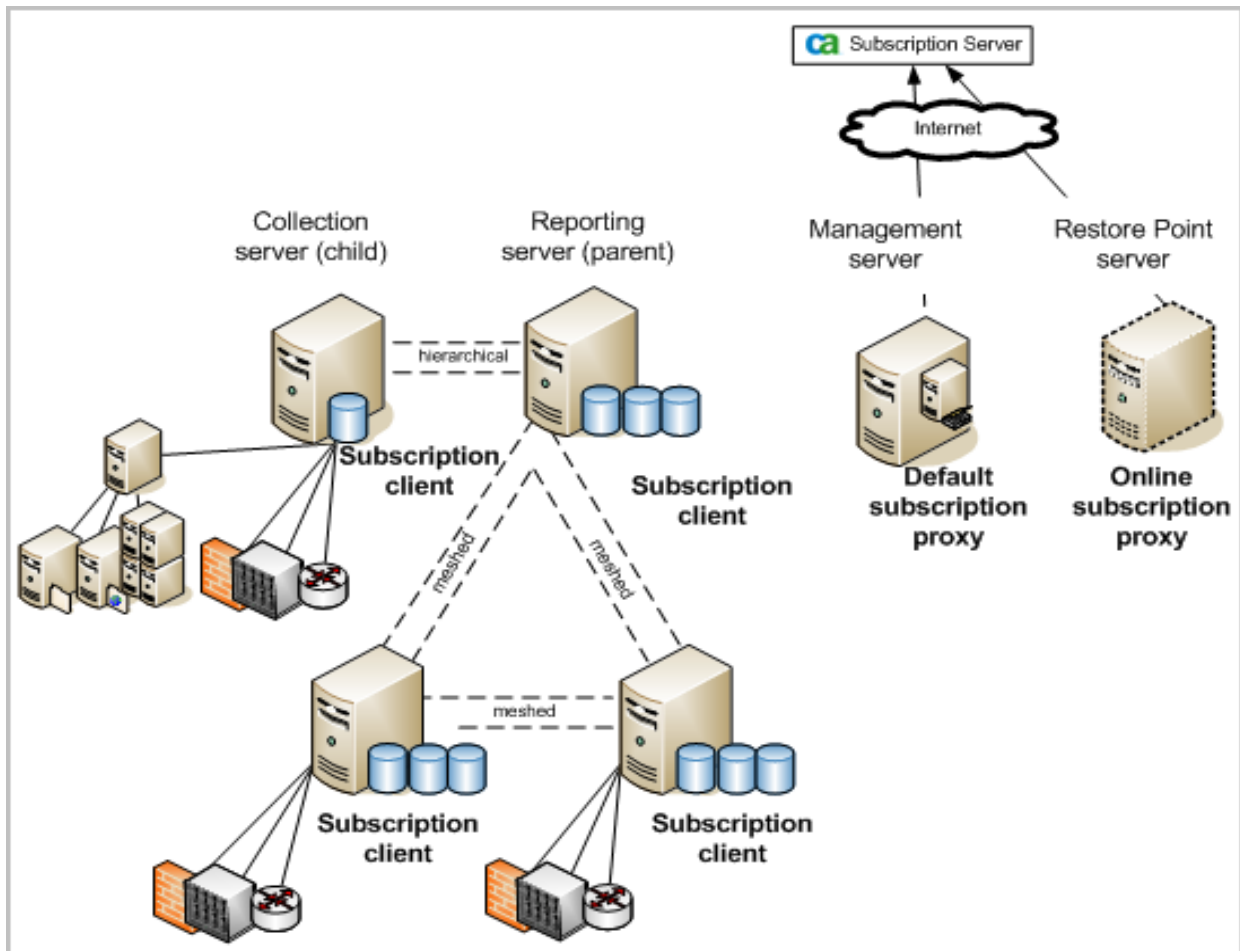 ca Subscription Server
Internet
Collection
server (child)
Reporting
server (parent)
Management
server
Restore Point
server
hierarchical
Subscription
client
Subscription
client
Default
subscription
proxy
Online
subscription
proxy
meshed
meshed
meshed
Subscription
client
Subscription
client